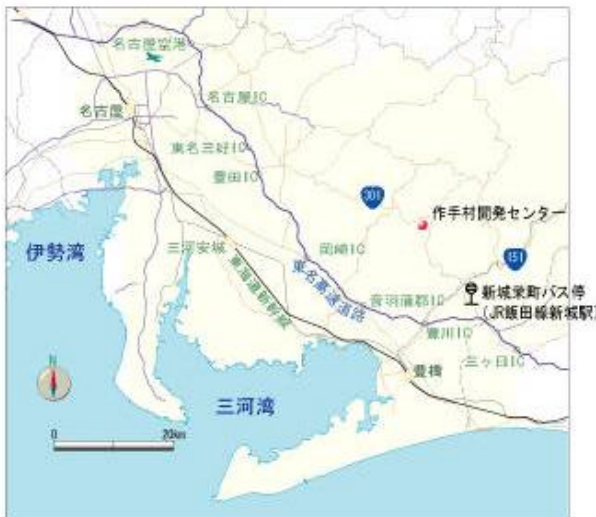 名古屋空港
名古屋IC
名古屋
東名三好IC
豊田IC
301
作手村開発センター
伊勢湾
三河安城
岡崎IC
151
東海道新幹線
東名高速道路
音羽蒲郡IC
新城栄町バス停
(JR飯田線新城駅)
豊川IC
三ヶ日IC
豊橋
N
三河湾
0 20km